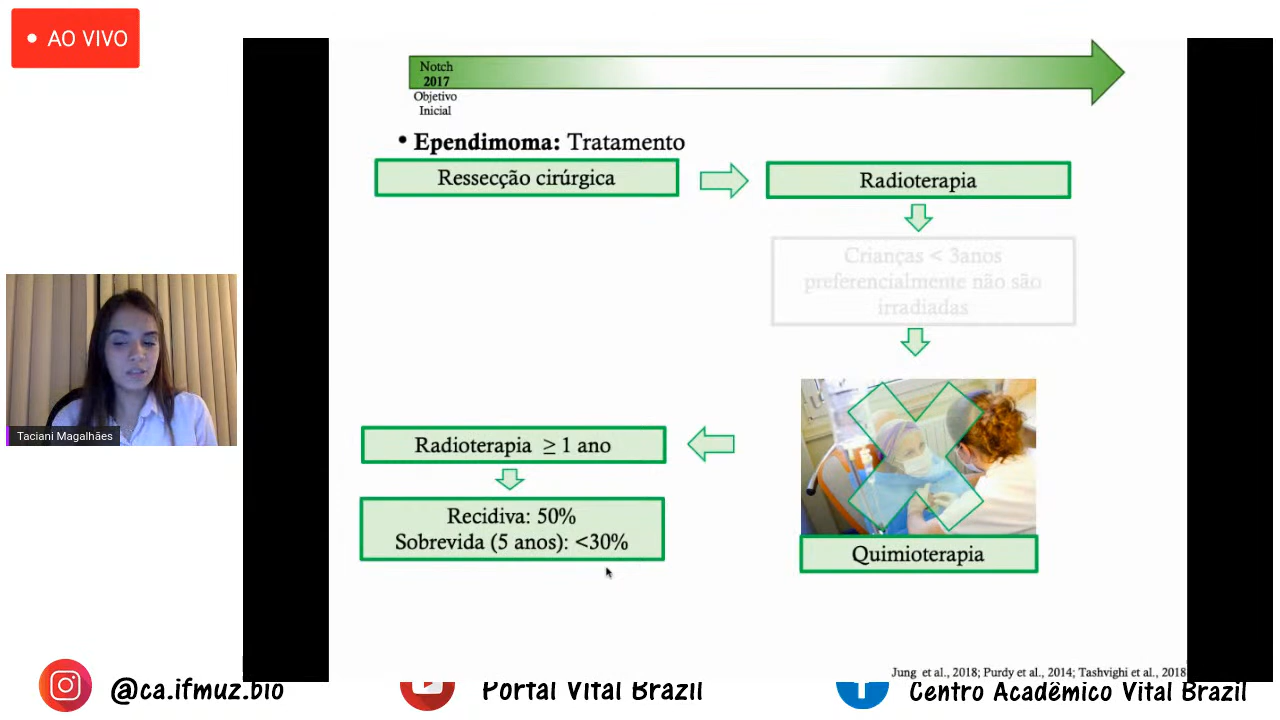 AO VIVO
Notch
2017
Objetivo
Inicial
• Ependimoma: Tratamento
Ressecção cirúrgica
Radioterapia
Crianças < 3anos
preferencialmente não são
irradiadas
Radioterapia ≥ 1 ano
Recidiva: 50%
Sobrevida (5 anos): <30%
Quimioterapia
Taciani Magalhães
Jung et al., 2018; Purdy et al., 2014; Tashvighi et al., 2018
@ca.ifmuz.bio
Portal Vital Brazil
Centro Acadêmico Vital Brazil